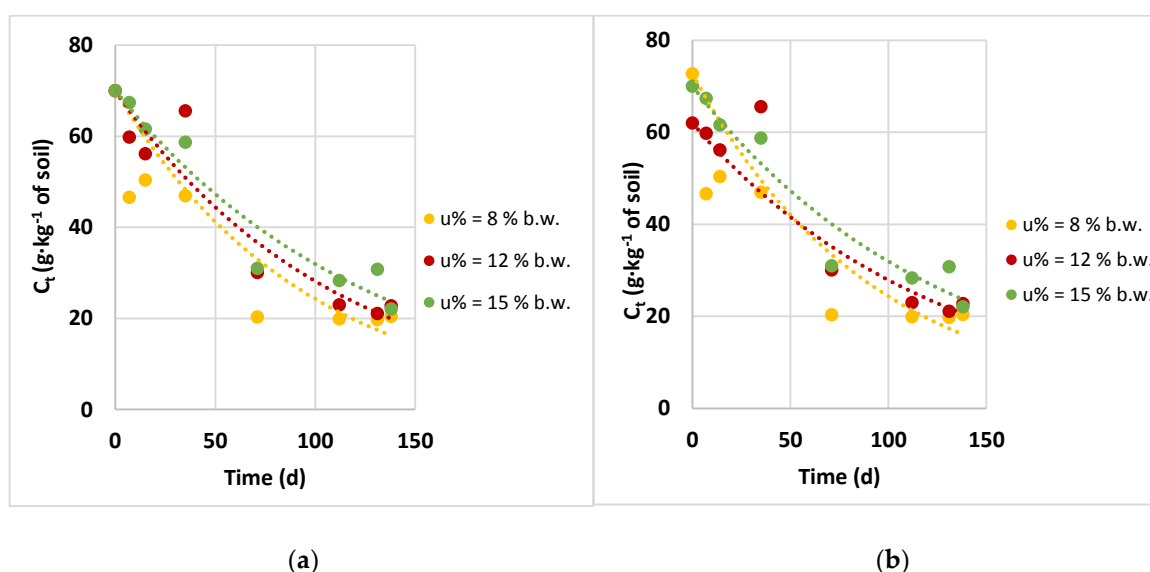 80
60
40
20
0
0 50 100 150
Cₜ (g·kg⁻¹ of soil)
Time (d)
u% = 8 % b.w.
u% = 12 % b.w.
u% = 15 % b.w.
(a)
80
60
40
20
0
0 50 100 150
Cₜ (g·kg⁻¹ of soil)
Time (d)
u% = 8 % b.w.
u% = 12 % b.w.
u% = 15 % b.w.
(b)